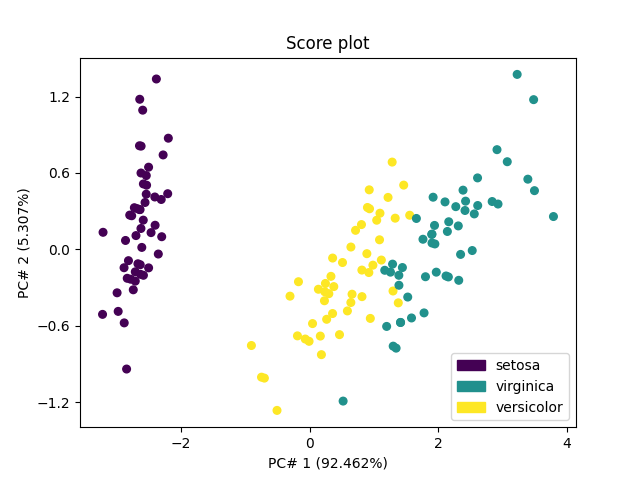 Score plot
PC# 2 (5.307%)
1.2
0.6
0.0
−0.6
−1.2
−2
0
2
4
PC# 1 (92.462%)
setosa
virginica
versicolor